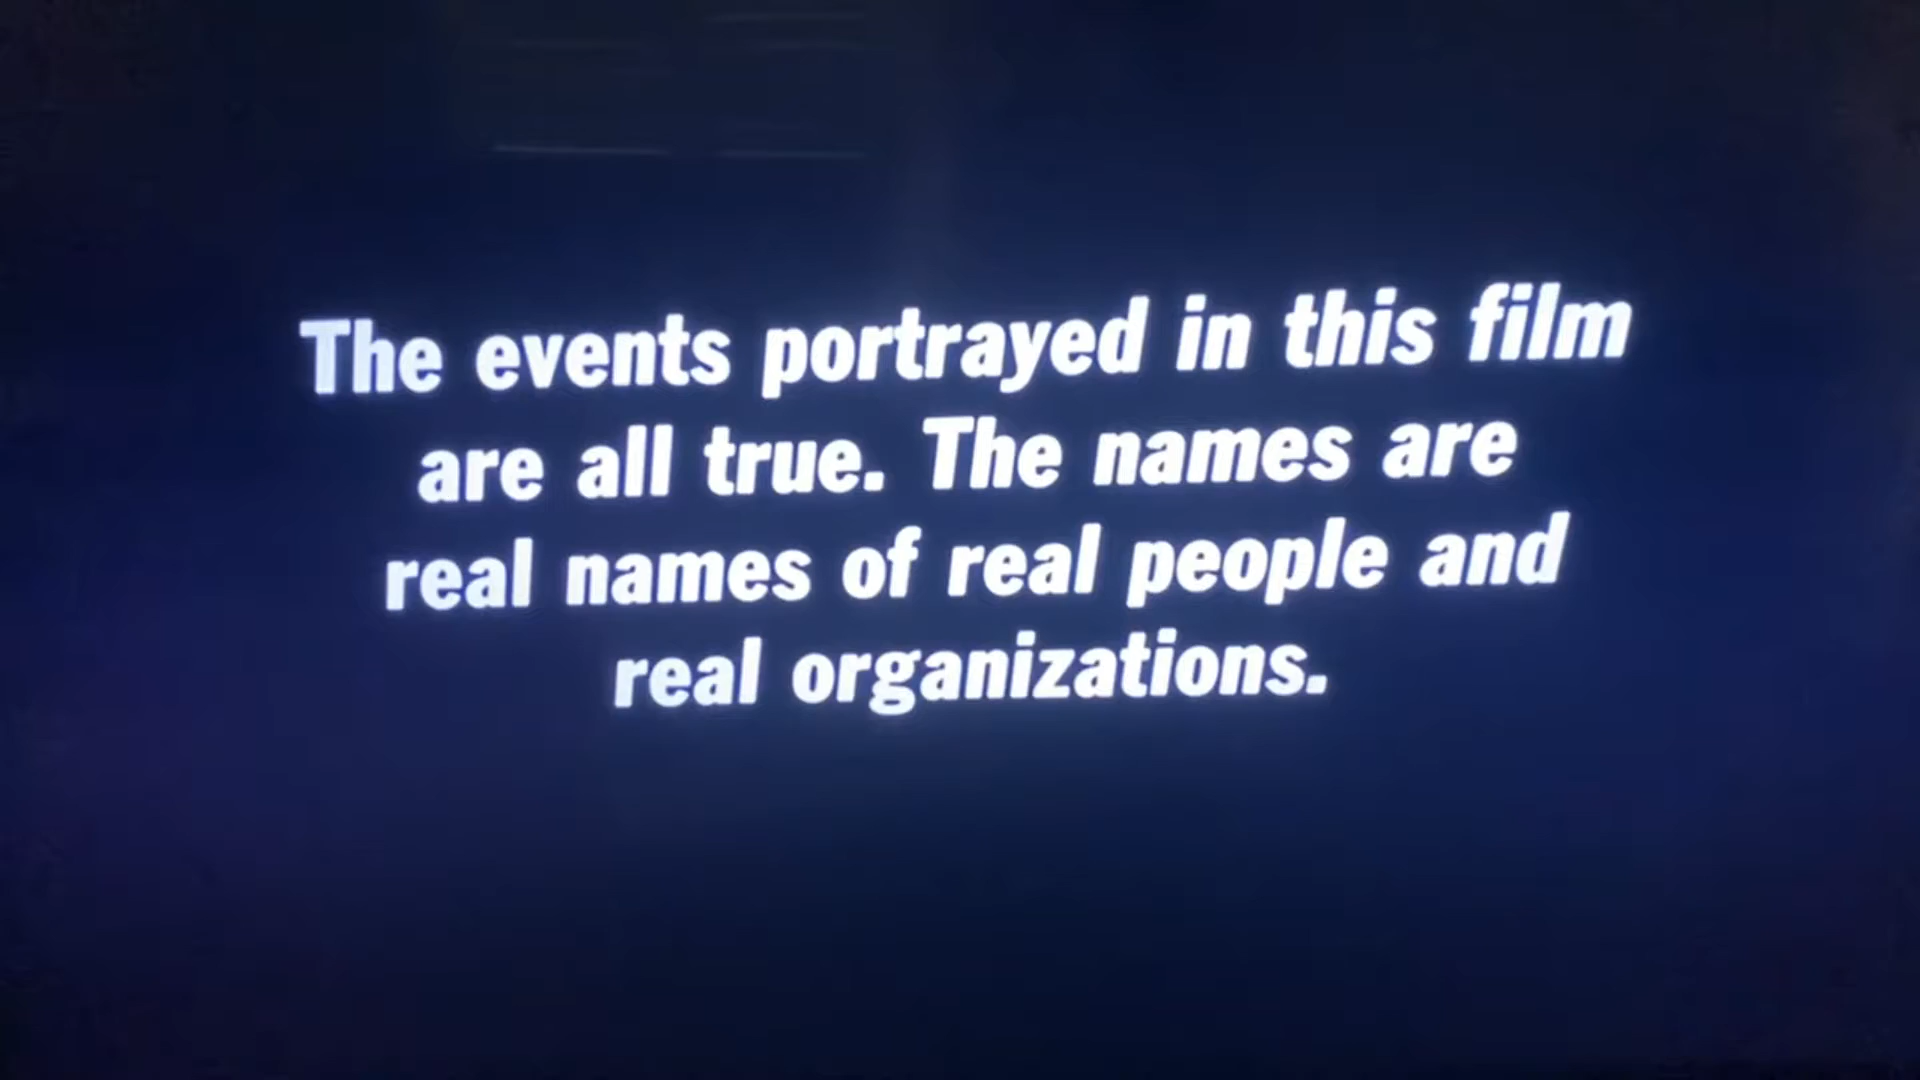 The events portrayed in this film
are all true. The names are
real names of real people and
real organizations.